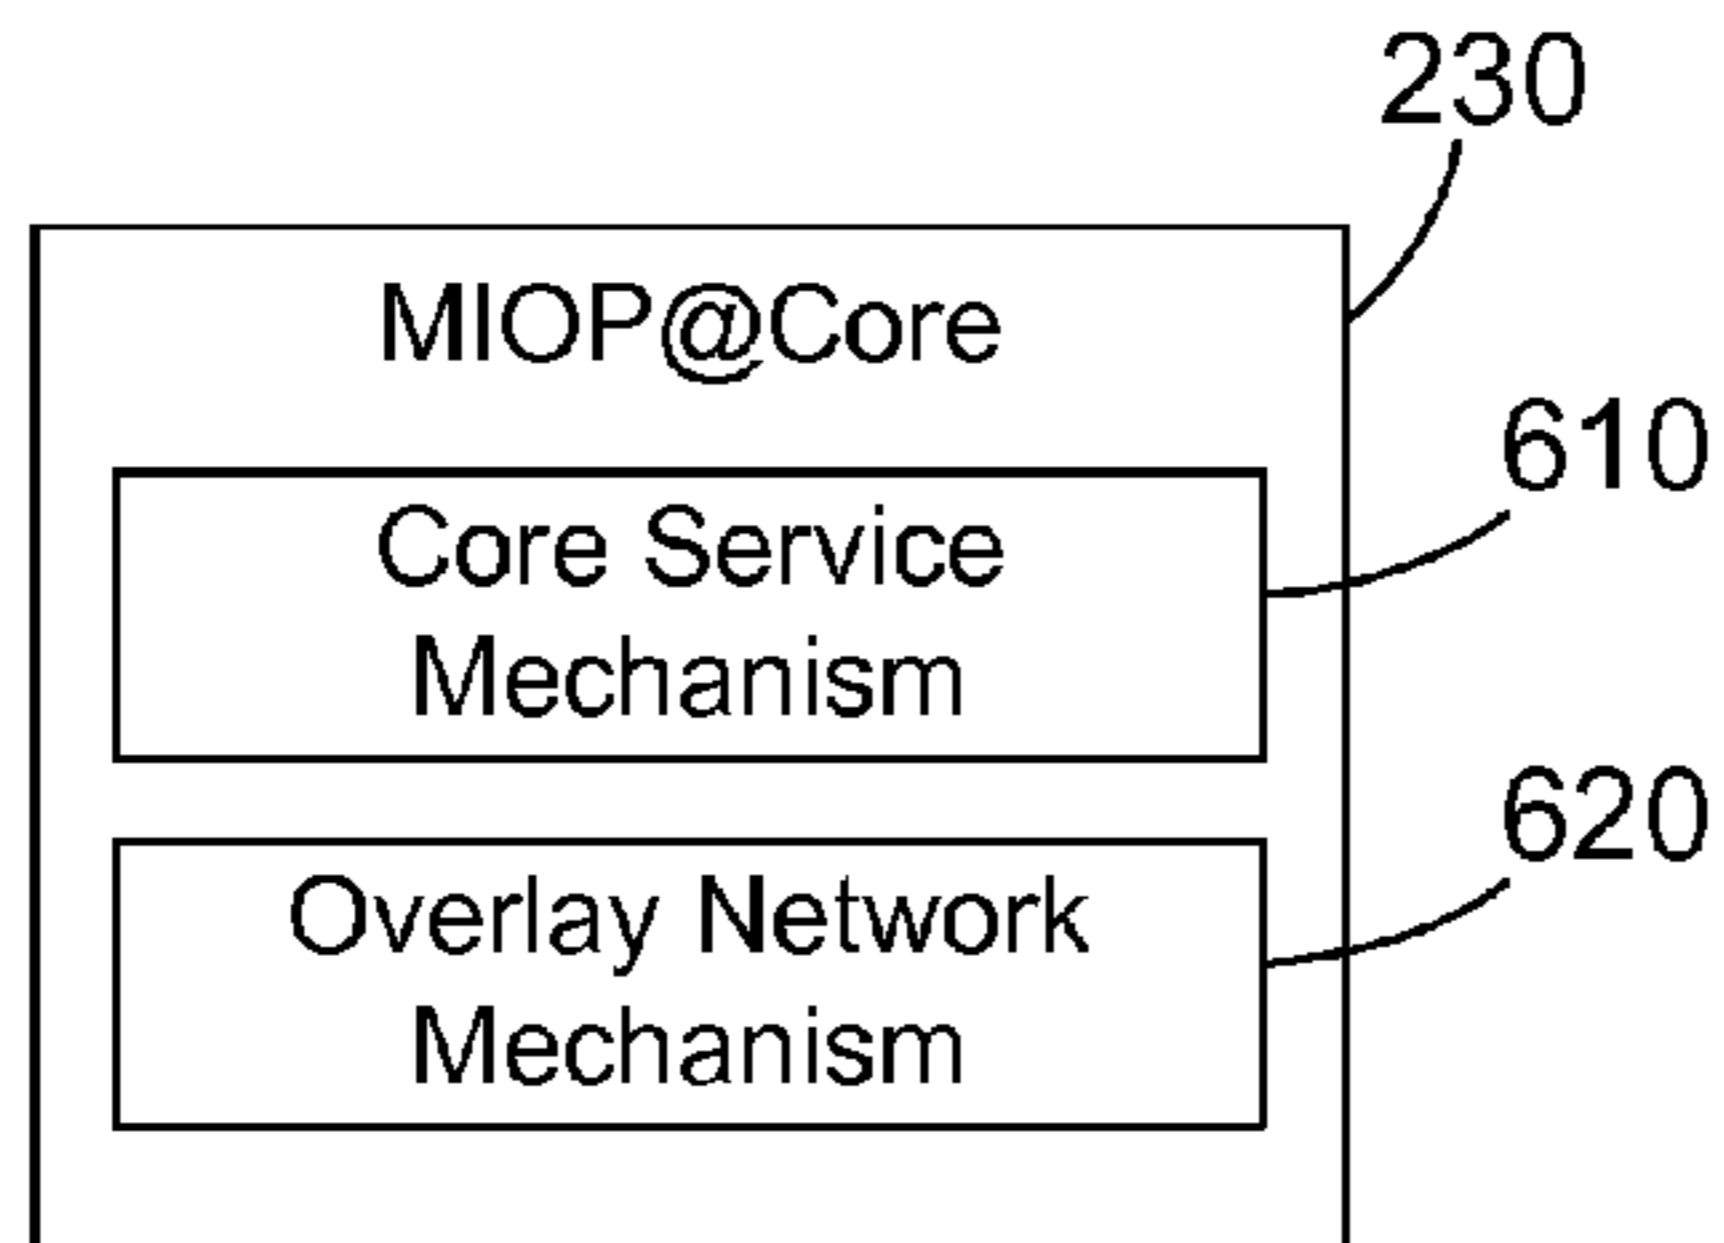 230
MIOP@Core
610
Core Service
Mechanism
620
Overlay Network
Mechanism